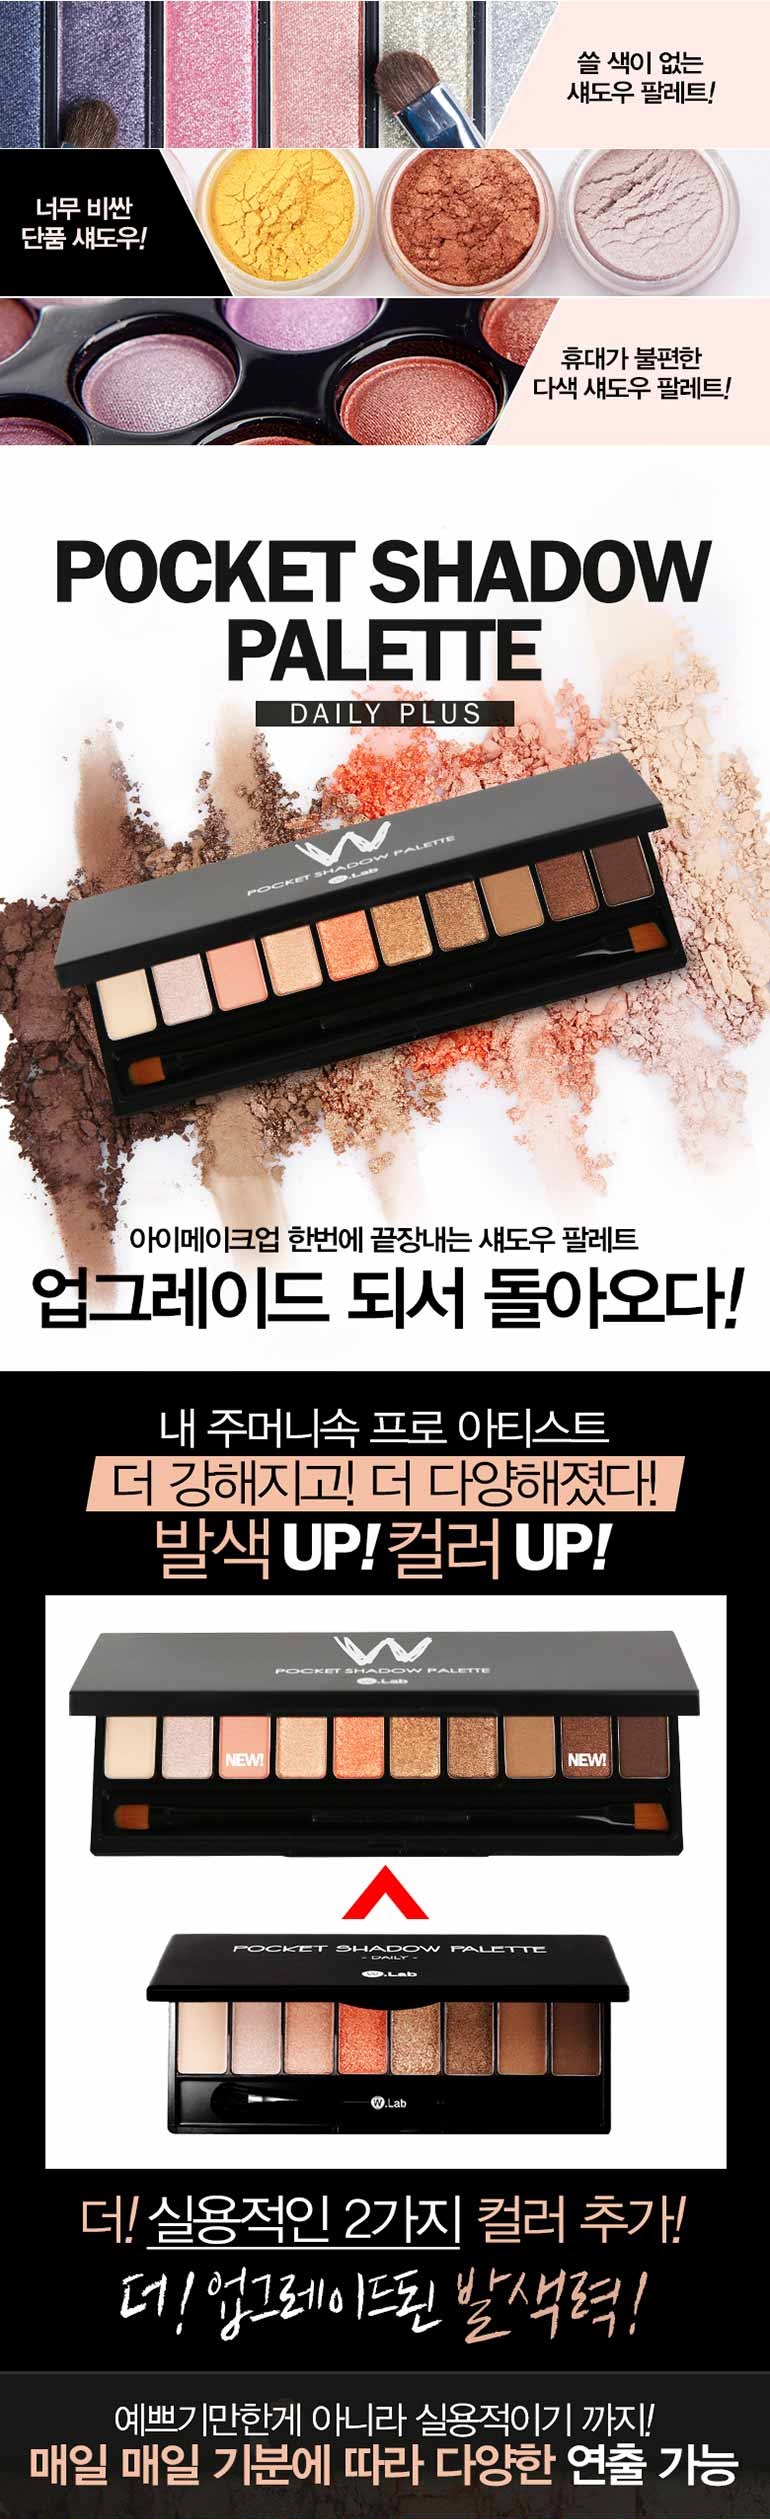 쓸 색이 없는
섀도우 팔레트!
너무 비싼
단품 섀도우!
휴대가 불편한
다색 섀도우 팔레트!
POCKET SHADOW
PALETTE
DAILY PLUS
W
POCKET SHADOW PALETTE
W.Lab
아이메이크업 한번에 끝장내는 섀도우 팔레트
업그레이드 되서 돌아오다!
내 주머니속 프로 아티스트
더 강해지고! 더 다양해졌다!
발색 UP! 컬러 UP!
W
POCKET SHADOW PALETTE
W.Lab
NEW! NEW!
POCKET SHADOW PALETTE
- DAILY -
W.Lab
W.Lab
더! 실용적인 2가지 컬러 추가!
더! 업그레이드된 발색력!
예쁘기만한게 아니라 실용적이기 까지!
매일 매일 기분에 따라 다양한 연출 가능